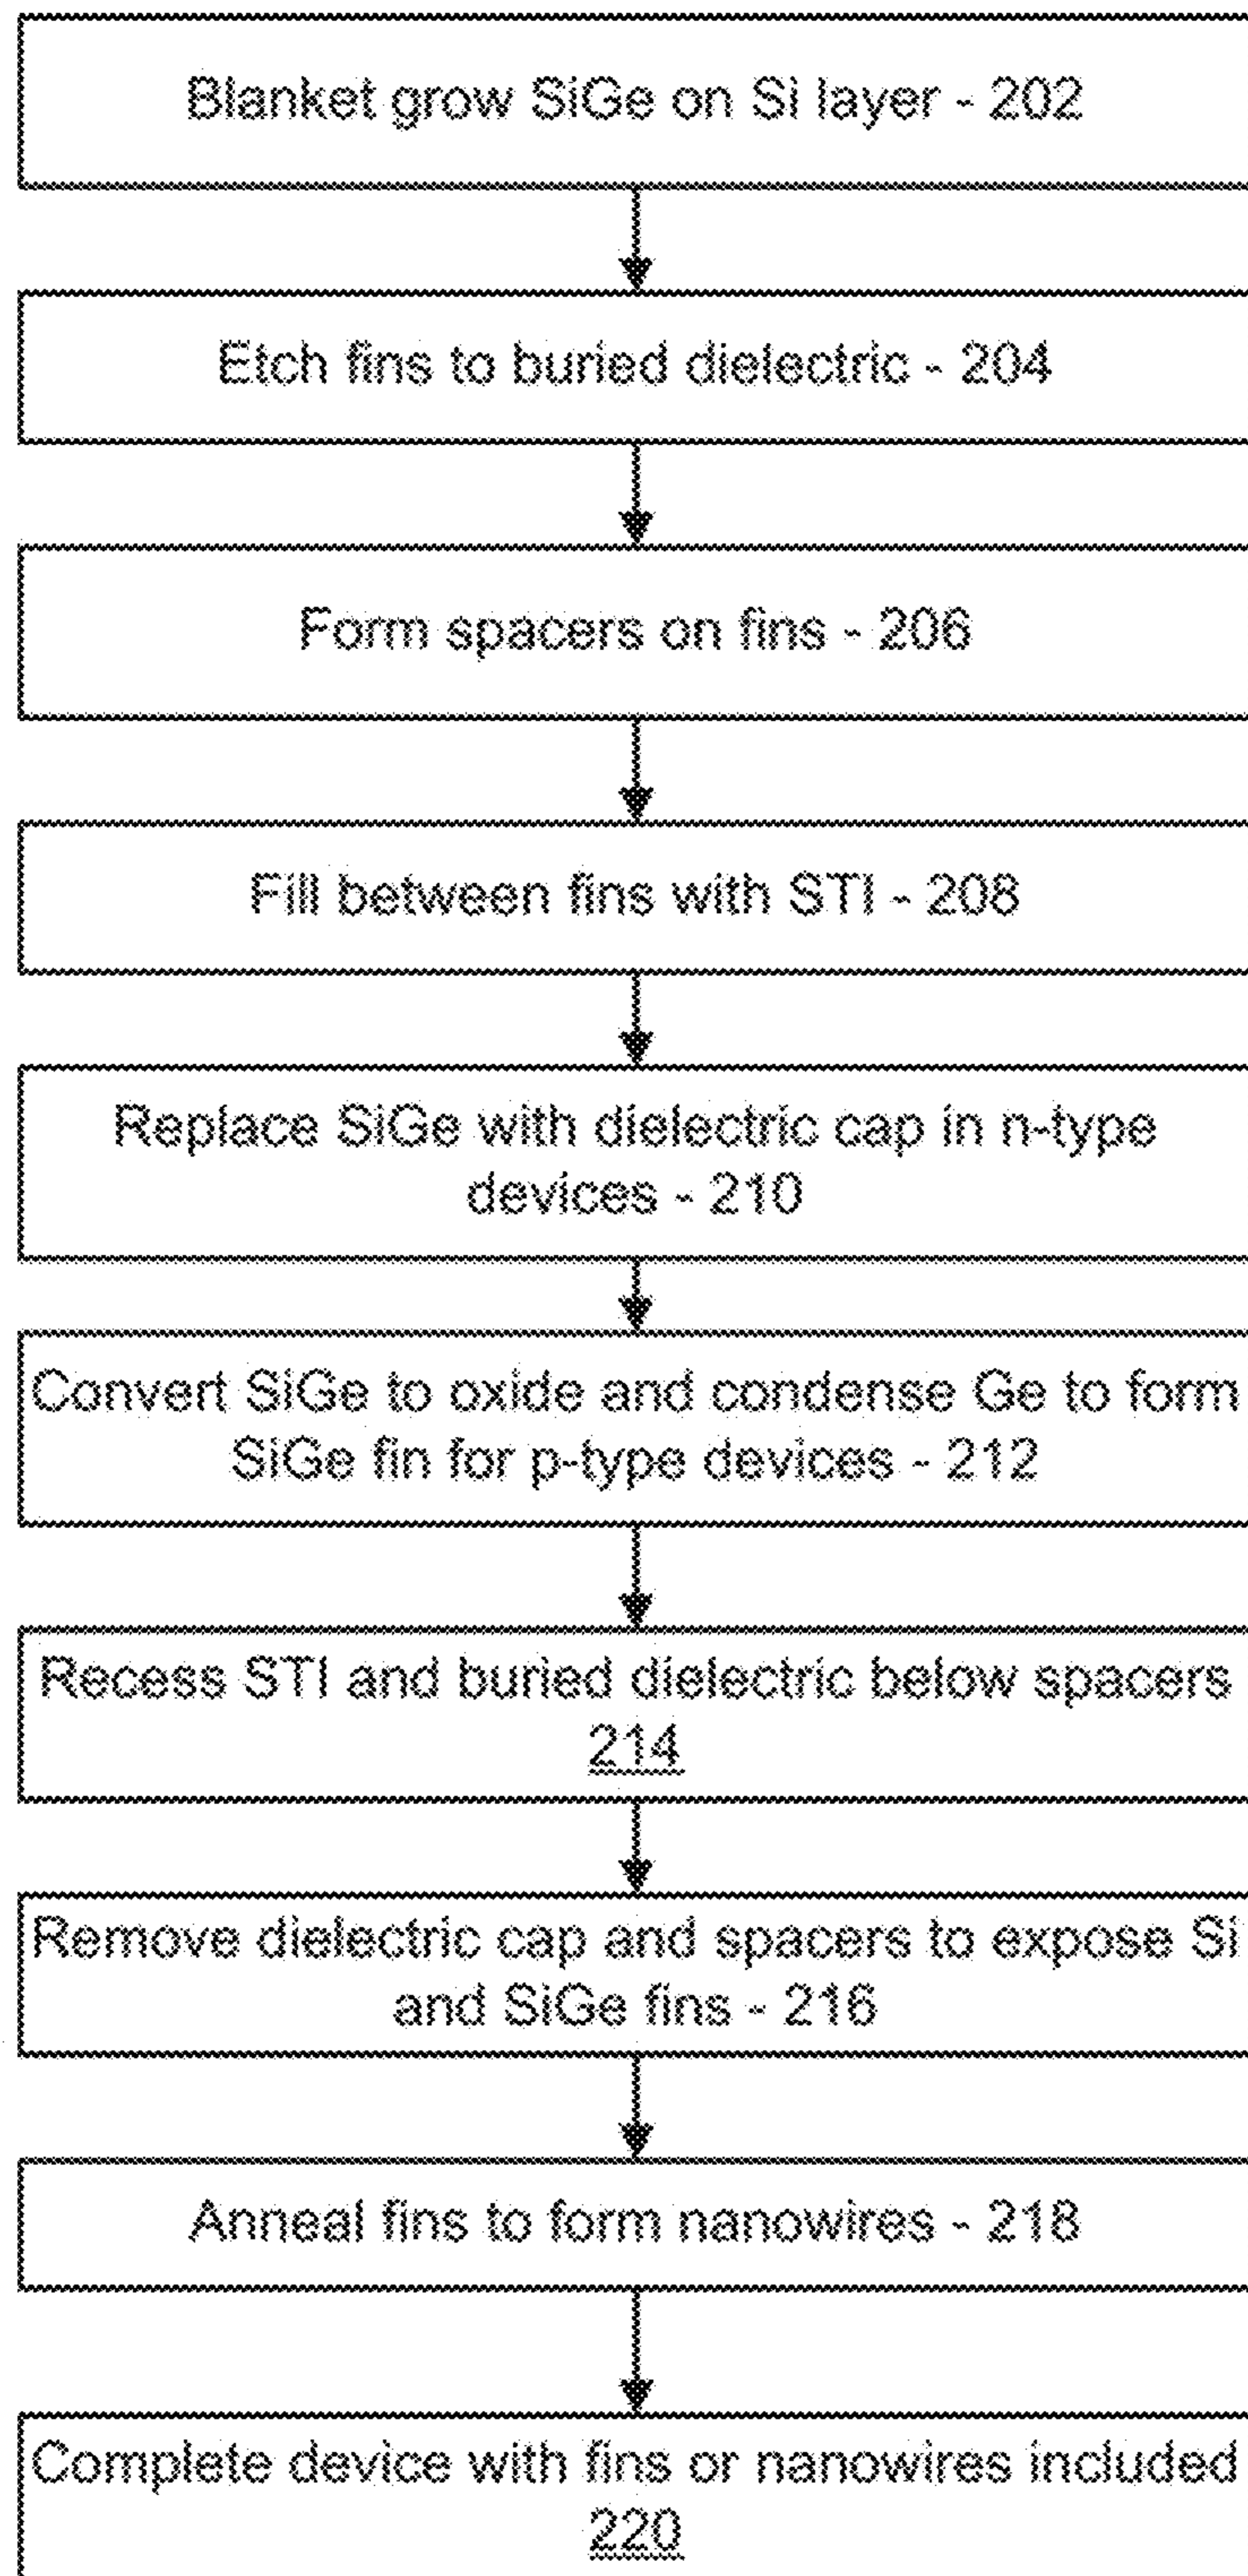 Blanket grow SiGe on Si layer - 202
Etch fins to buried dielectric - 204
Form spacers on fins - 206
Fill between fins with STI - 208
Replace SiGe with dielectric cap in n-type
devices - 210
Convert SiGe to oxide and condense Ge to form
SiGe fin for p-type devices - 212
Recess STI and buried dielectric below spacers
214
Remove dielectric cap and spacers to expose Si
and SiGe fins - 216
Anneal fins to form nanowires - 218
Complete device with fins or nanowires included
220